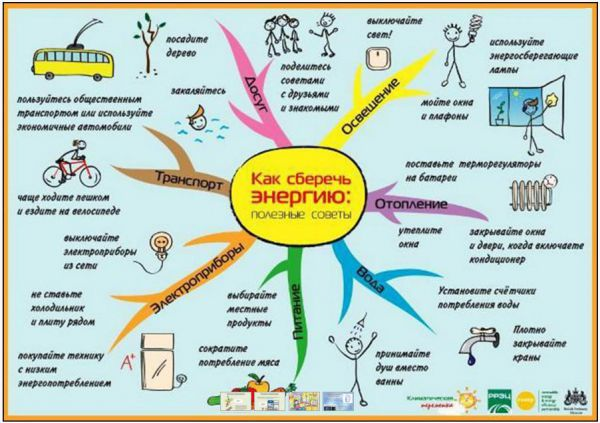 Как сберечь
энергию:
полезные советы
Досуг
посадите
дерево
закаляйтесь
поделитесь
советами
с друзьями
и знакомыми
Освещение
выключайте
свет!
используйте
энергосберегающие
лампы
мойте окна
и плафоны
Отопление
поставьте терморегуляторы
на батареи
утеплите
окна
закрывайте окна
и двери, когда включаете
кондиционер
Вода
Установите счётчики
потребления воды
Плотно
закрывайте
краны
принимайте
душ вместо
ванны
Питание
выбирайте
местные
продукты
сократите
потребление мяса
Электроприборы
выключайте
электроприборы
из сети
не ставьте
холодильник
и плиту рядом
покупайте технику
с низким
энергопотреблением
A+
Транспорт
пользуйтесь общественным
транспортом или используйте
экономичные автомобили
чаще ходите пешком
и ездите на велосипеде
Климатическая
переменка
РРЭЦ